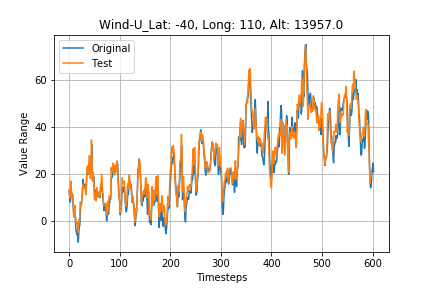 Wind-U_Lat: -40, Long: 110, Alt: 13957.0
Original
Test
Value Range
60
40
20
0
0 100 200 300 400 500 600
Timesteps